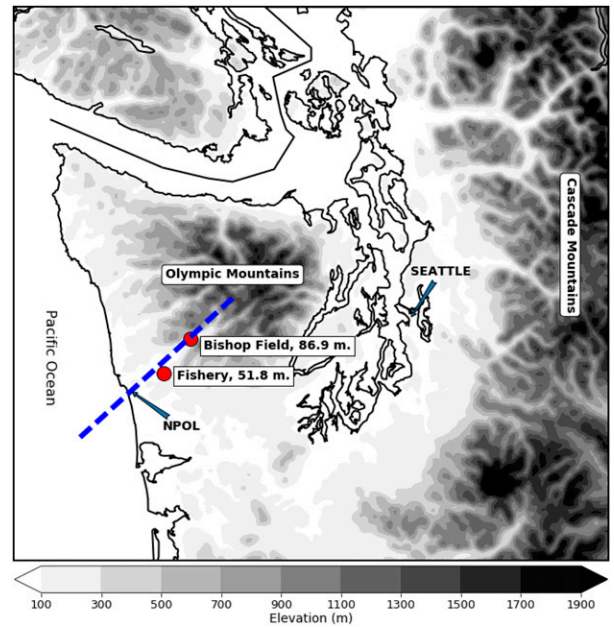 Cascade Mountains
Olympic Mountains
SEATTLE
Pacific Ocean
Bishop Field, 86.9 m.
Fishery, 51.8 m.
NPOL
100 300 500 700 900 1100 1300 1500 1700 1900
Elevation (m)